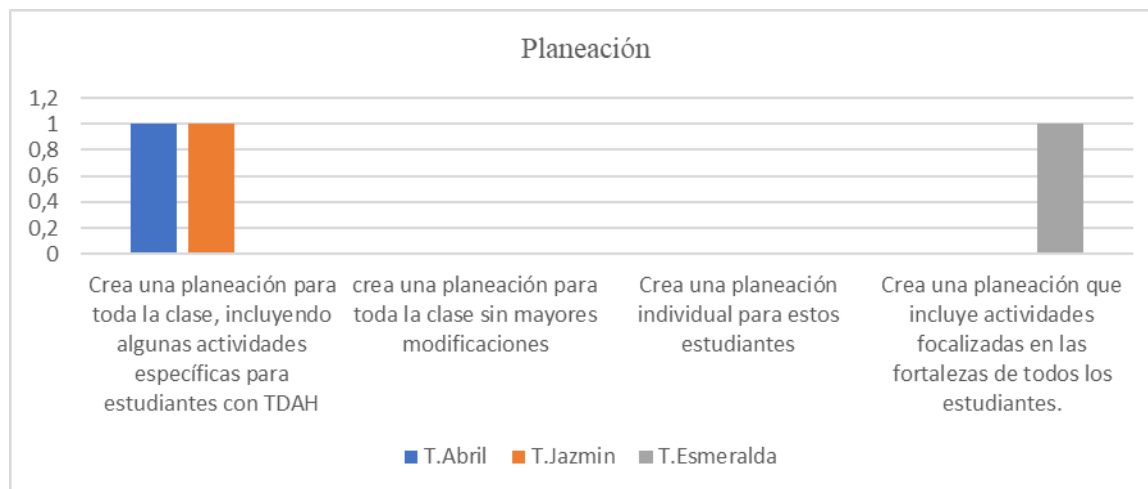 Planeación
1,2
1
0,8
0,6
0,4
0,2
0
Crea una planeación para
toda la clase, incluyendo
algunas actividades
específicas para
estudiantes con TDAH
crea una planeación para
toda la clase sin mayores
modificaciones
Crea una planeación
individual para estos
estudiantes
Crea una planeación que
incluye actividades
focalizadas en las
fortalezas de todos los
estudiantes.
T.Abril
T.Jazmin
T.Esmeralda